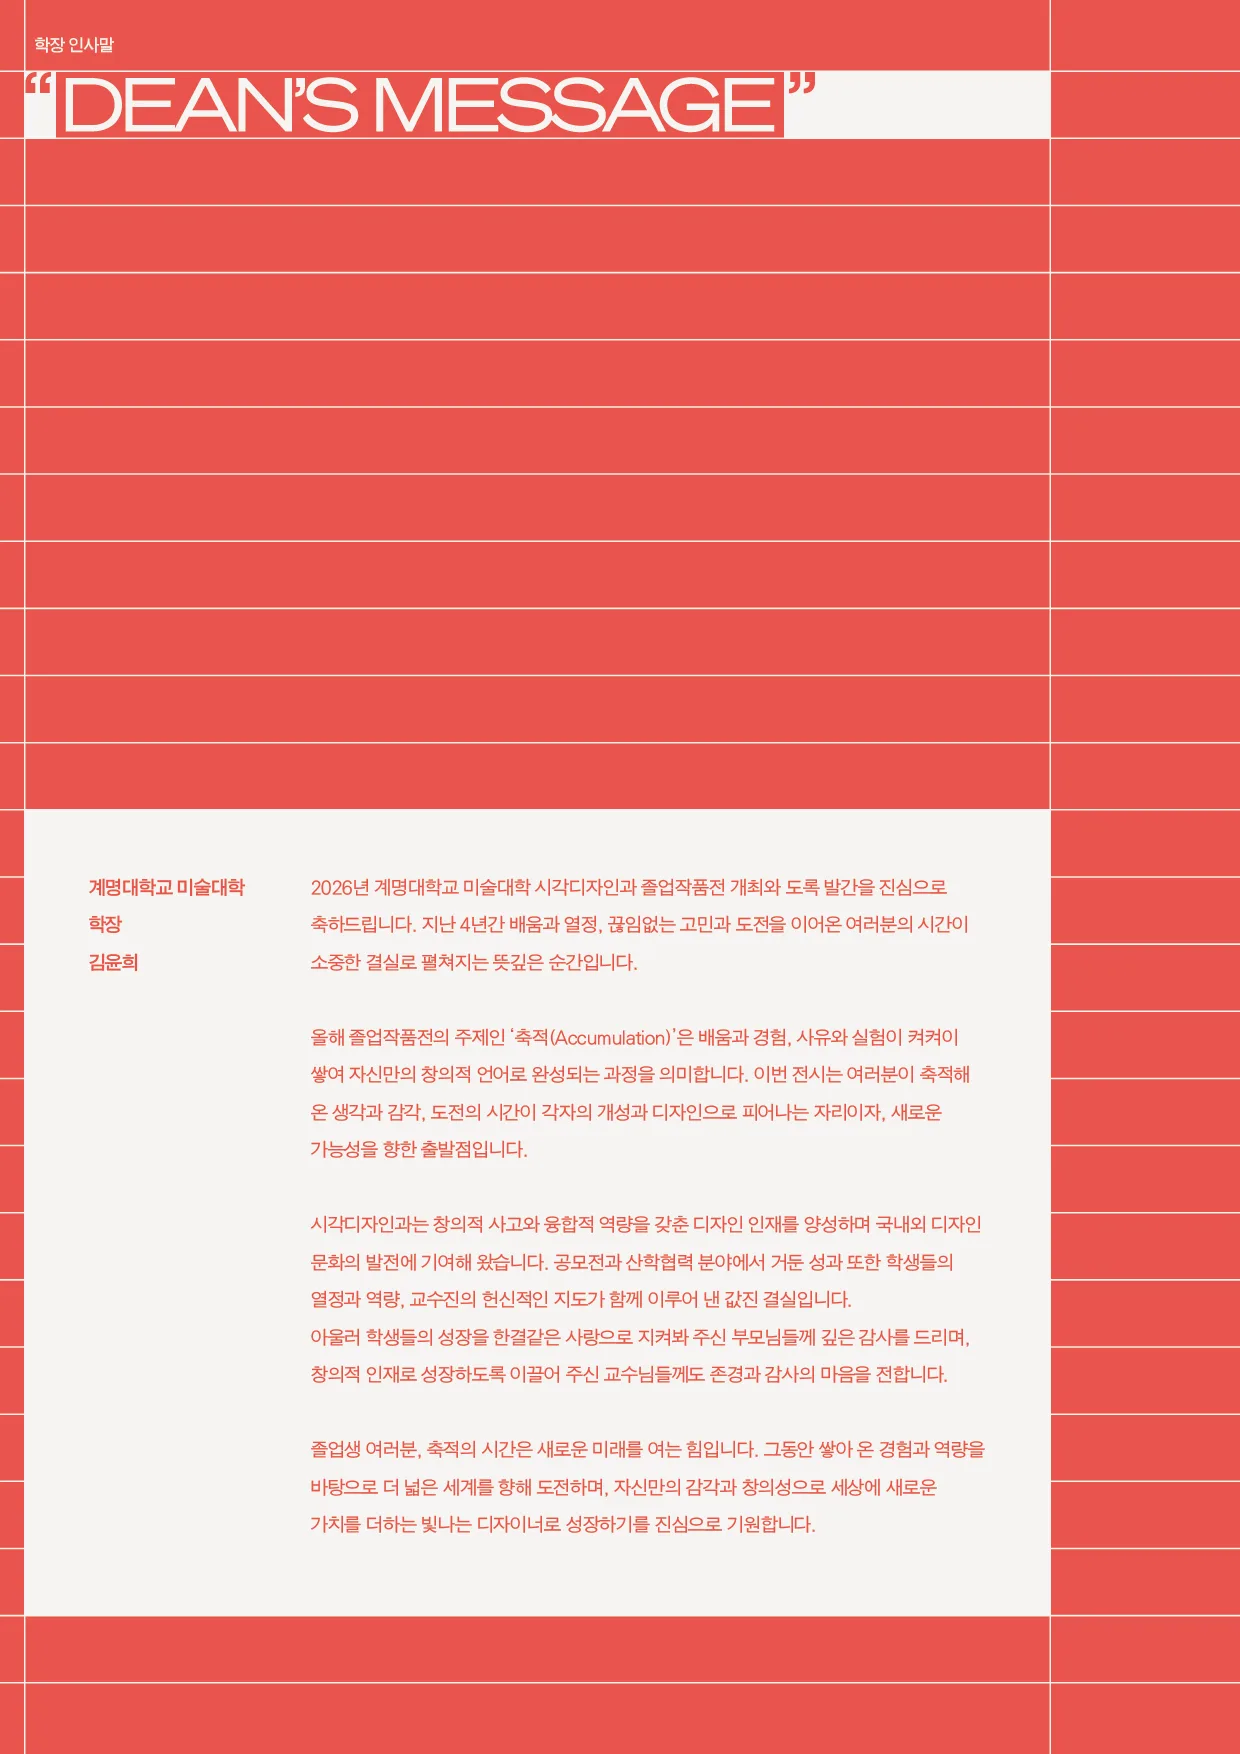 학장 인사말
“DEAN’S MESSAGE”
계명대학교 미술대학
학장
김윤희
2026년 계명대학교 미술대학 시각디자인과 졸업작품전 개최와 도록 발간을 진심으로
축하드립니다. 지난 4년간 배움과 열정, 끊임없는 고민과 도전을 이어온 여러분의 시간이
소중한 결실로 펼쳐지는 뜻깊은 순간입니다.
올해 졸업작품전의 주제인 ‘축적(Accumulation)’은 배움과 경험, 사유와 실험이 켜켜이
쌓여 자신만의 창의적 언어로 완성되는 과정을 의미합니다. 이번 전시는 여러분이 축적해
온 생각과 감각, 도전의 시간이 각자의 개성과 디자인으로 피어나는 자리이자, 새로운
가능성을 향한 출발점입니다.
시각디자인과는 창의적 사고와 융합적 역량을 갖춘 디자인 인재를 양성하며 국내외 디자인
문화의 발전에 기여해 왔습니다. 공모전과 산학협력 분야에서 거둔 성과 또한 학생들의
열정과 역량, 교수진의 헌신적인 지도가 함께 이루어 낸 값진 결실입니다.
아울러 학생들의 성장을 한결같은 사랑으로 지켜봐 주신 부모님들께 깊은 감사를 드리며,
창의적 인재로 성장하도록 이끌어 주신 교수님들께도 존경과 감사의 마음을 전합니다.
졸업생 여러분, 축적의 시간은 새로운 미래를 여는 힘입니다. 그동안 쌓아 온 경험과 역량을
바탕으로 더 넓은 세계를 향해 도전하며, 자신만의 감각과 창의성으로 세상에 새로운
가치를 더하는 빛나는 디자이너로 성장하기를 진심으로 기원합니다.